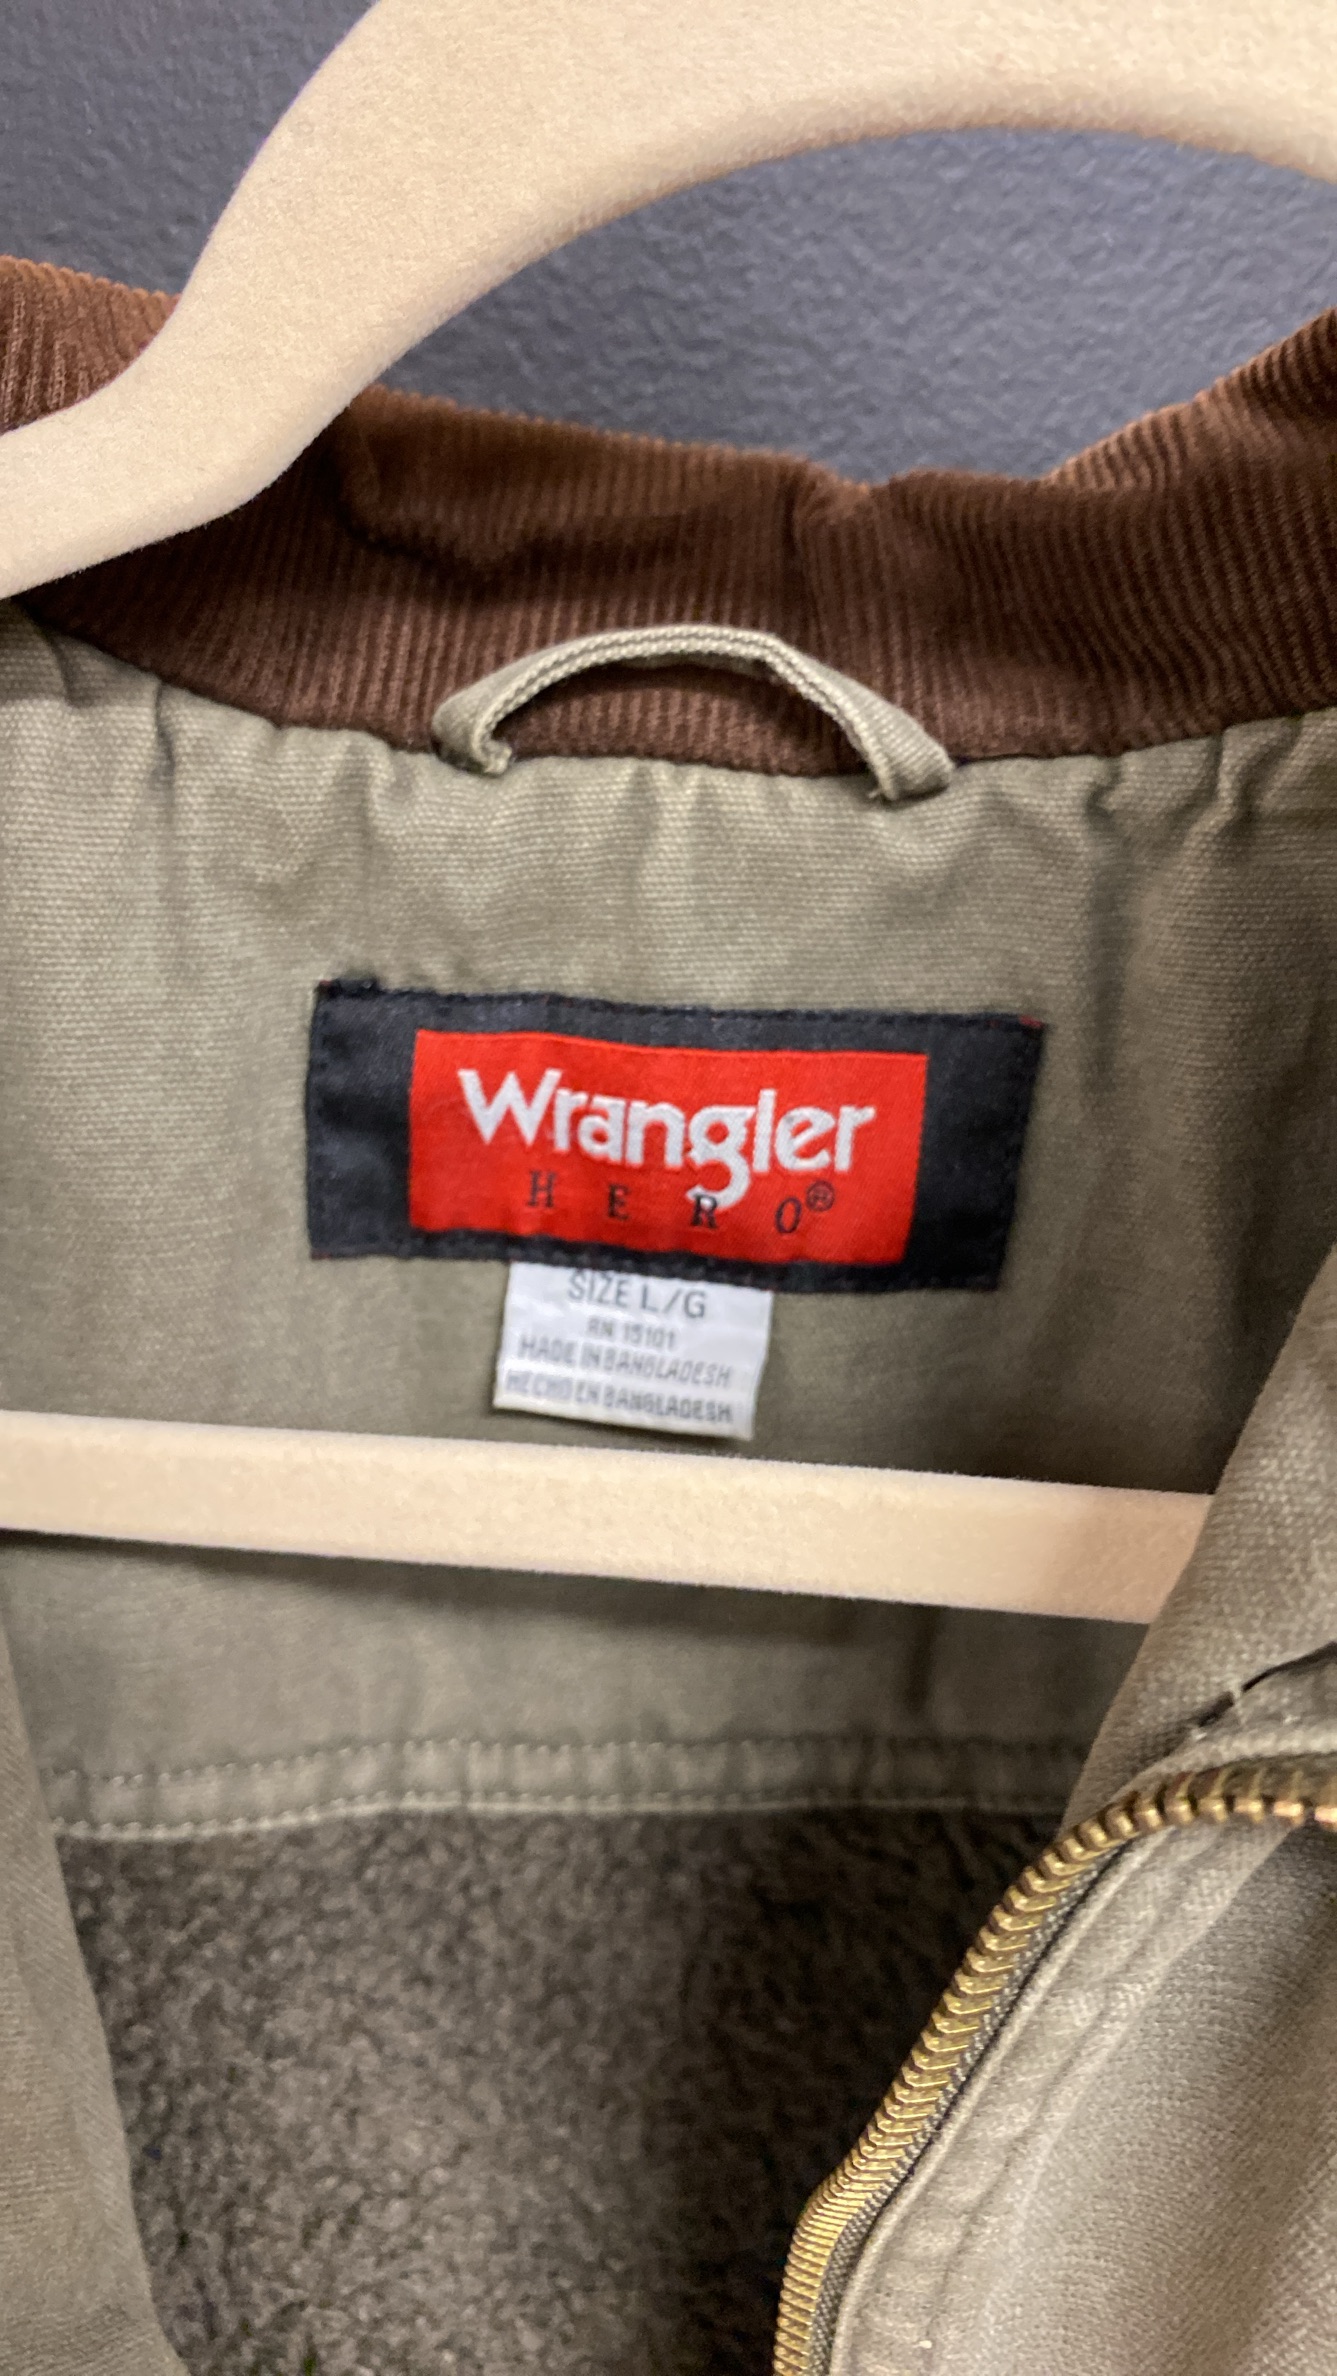 Wrangler
HERO®
SIZE L/G
RN 15101
MADE IN BANGLADESH
HECHO EN BANGLADESH